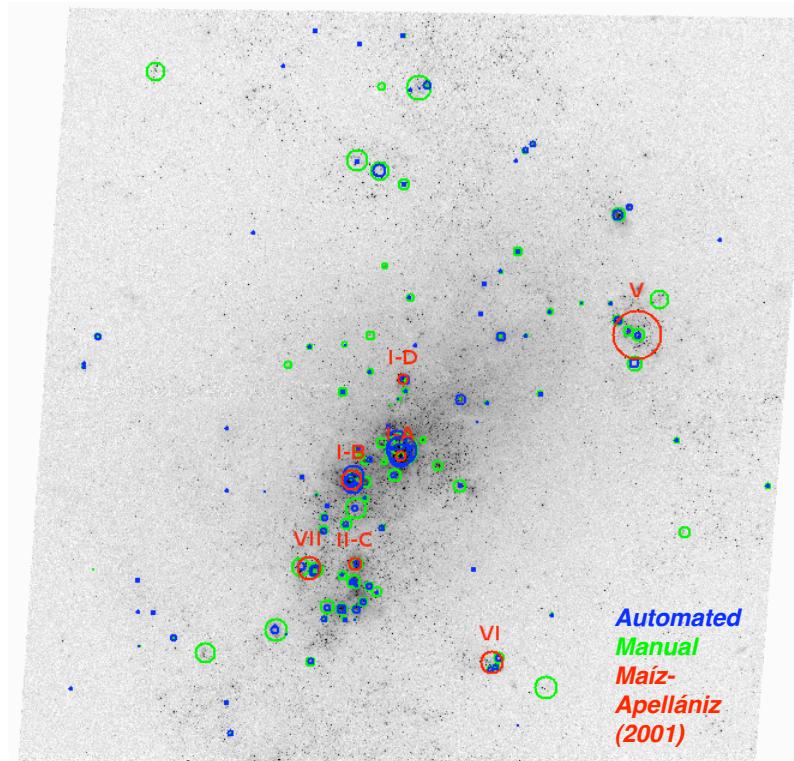 V
I-D
I-A
I-B
VII II-C
VI
Automated
Manual
Maíz-
Apellániz
(2001)